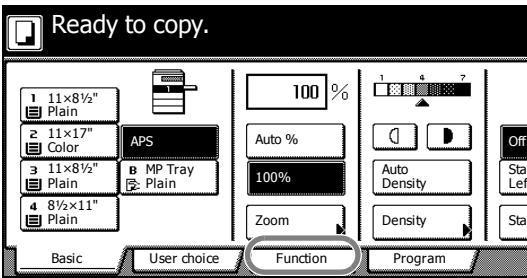 Ready to copy.
1 11×8½"
Plain
2 11×17"
Color
3 11×8½"
Plain
4 8½×11"
Plain
1
APS
B MP Tray
Plain
100 %
Auto %
100%
Zoom
1 4 7
Auto
Density
Density
Off
Sta
Lef
Sta
Basic
User choice
Function
Program